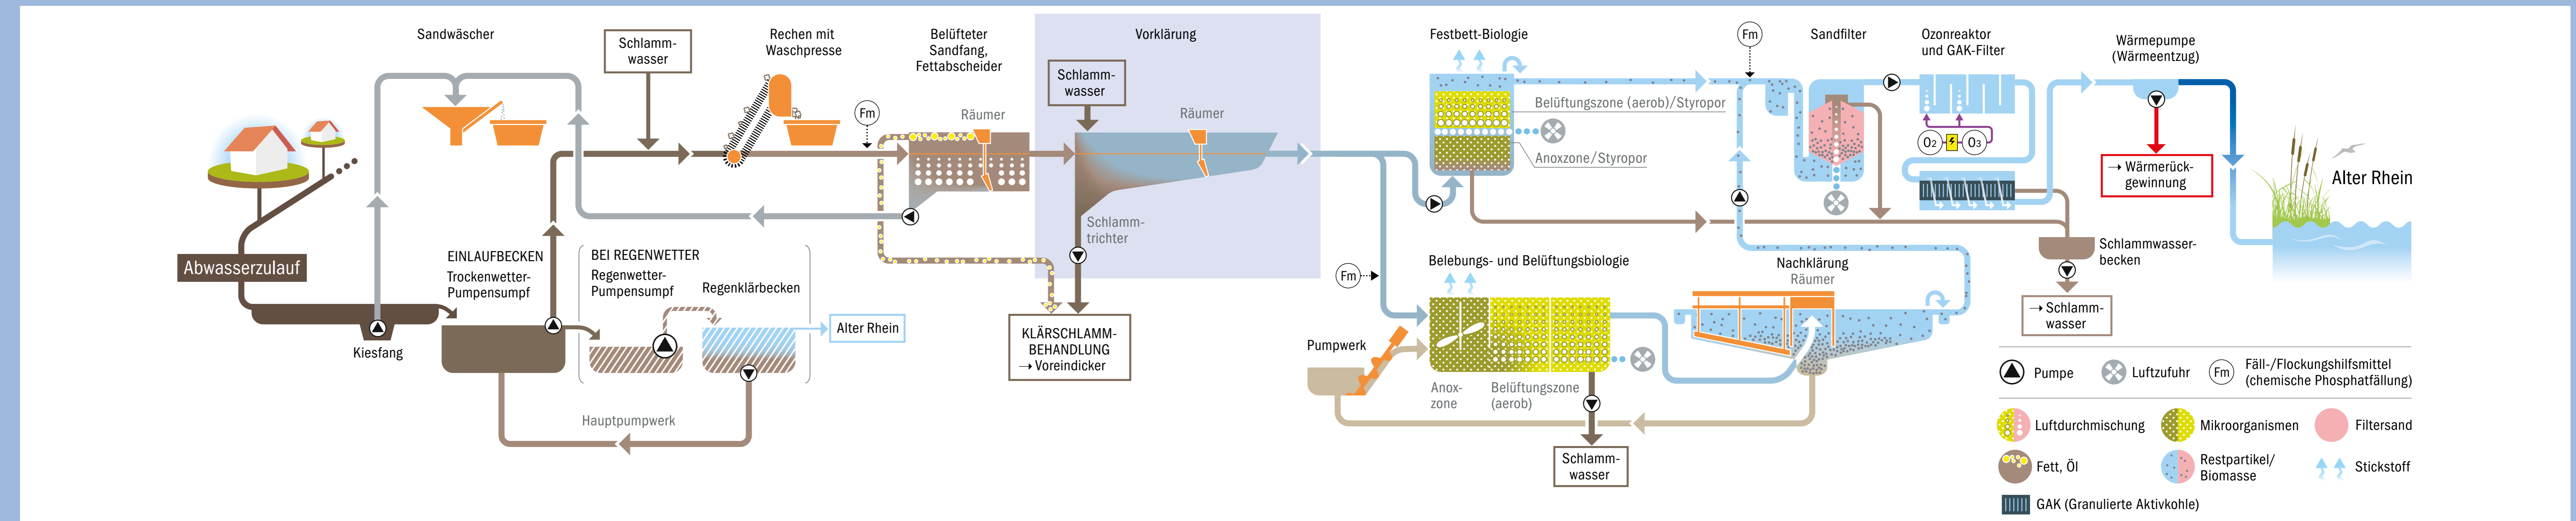 Sandwäscher
Schlamm-
wasser
Rechen mit
Waschpresse
Fm
Belüfteter
Sandfang,
Fettabscheider
Räumer
Vorklärung
Schlamm-
wasser
Räumer
Schlamm-
trichter
Abwasserzulauf
Kiesfang
EINLAUFBECKEN
Trockenwetter-
Pumpensumpf
BEI REGENWETTER
Regenwetter-
Pumpensumpf
Regenklärbecken
Alter Rhein
Hauptpumpwerk
KLÄRSCHLAMM-
BEHANDLUNG
→ Voreindicker
Festbett-Biologie
Belüftungszone (aerob)/Styropor
Anoxzone/Styropor
Fm
Sandfilter
Ozonreaktor
und GAK-Filter
O2
O3
Wärmepumpe
(Wärmeentzug)
→ Wärmerück-
gewinnung
Alter Rhein
Schlammwasser-
becken
→ Schlamm-
wasser
Fm
Belebungs- und Belüftungsbiologie
Pumpwerk
Anox-
zone
Belüftungszone
(aerob)
Schlamm-
wasser
Nachklärung
Räumer
Pumpe
Luftzufuhr
Fm
Fäll-/Flockungshilfsmittel
(chemische Phosphatfällung)
Luftdurchmischung
Mikroorganismen
Filtersand
Fett, Öl
Restpartikel/
Biomasse
Stickstoff
GAK (Granulierte Aktivkohle)